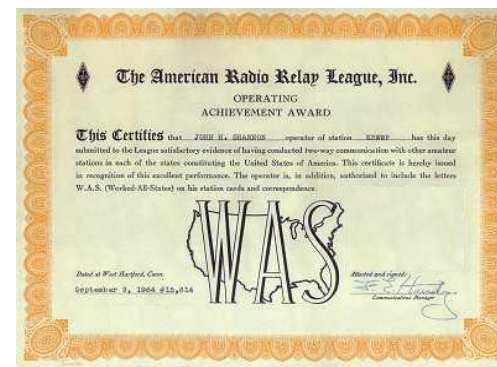 The American Radio Relay League, Inc.
OPERATING
ACHIEVEMENT AWARD
This Certifies that JOHN H. SHANNON operator of station has this day
submitted to the League satisfactory evidence of having conducted two-way communication with other amateur
stations in each of the states constituting the United States of America. This certificate is hereby issued
in recognition of this excellent performance. The operator is, in addition, authorized to include the letters
W.A.S. (Worked-All-States) on his station cards and correspondence.
WAS
Dated at West Hartford, Conn.
September 9, 1964 #15,614
Attested and signed:
Communications Manager